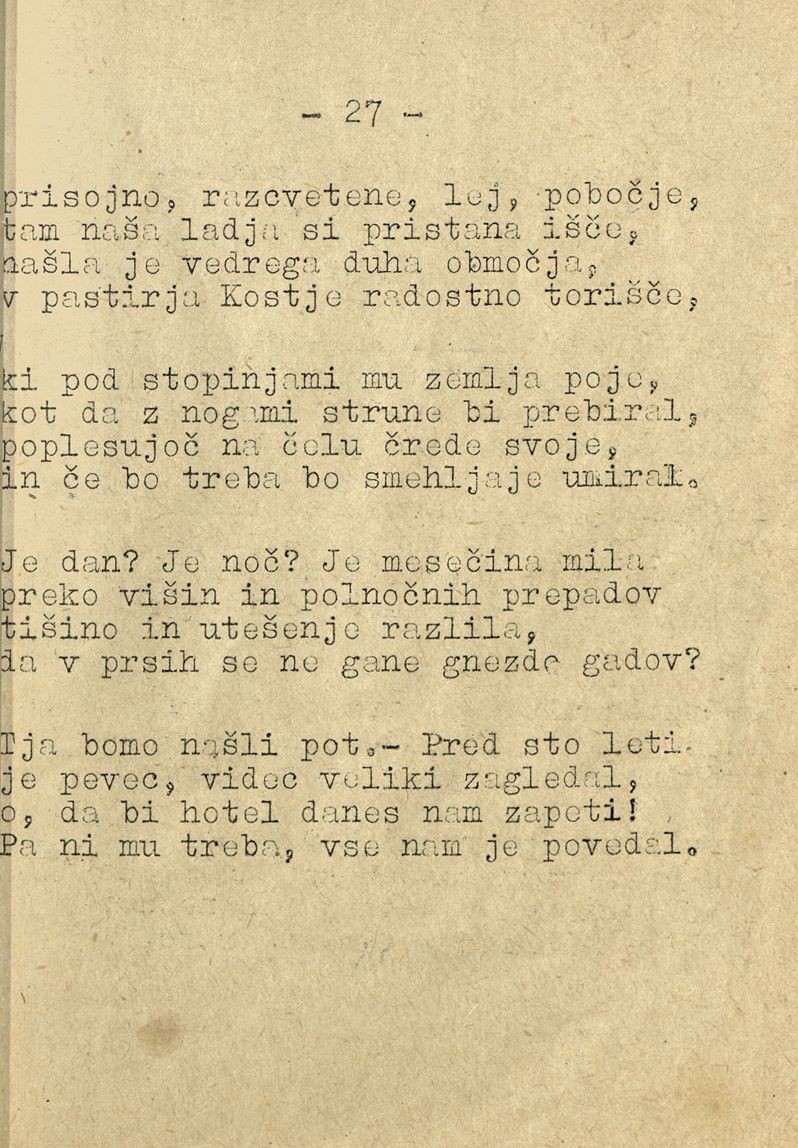 - 27 -
prisojno, razcvetene, lej, pobočje,
tam naša ladja si pristana išče,
našla je vedrega duha območja,
v pastirja Kostje radostno torišče,
ki pod stopinjami mu zemlja poje,
kot da z nogami strune bi prebiral,
poplesujoč na čelu črede svoje,
in če bo treba bo smehljaje umiral.
Je dan? Je noč? Je mesečina mila
preko višin in polnočnih prepadov
tišino in utešenje razlila,
da v prsih se ne gane gnezdo gadov?
Tja bomo našli pot.- Pred sto leti
je pevec, videc veliki zagledal,
o, da bi hotel danes nam zapeti!
Pa ni mu treba, vse nam je povedal.